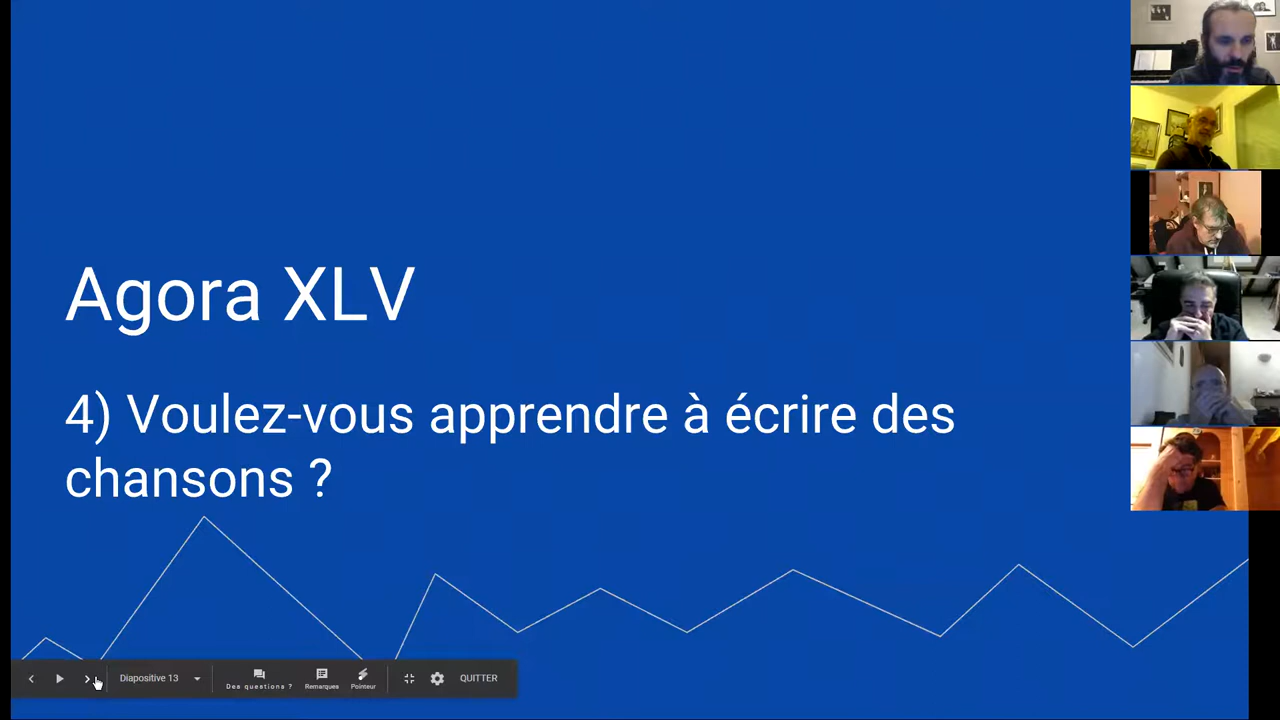 Agora XLV
4) Voulez-vous apprendre à écrire des
chansons ?
Diapositive 13
Des questions ?
Remarques
Pointeur
QUITTER